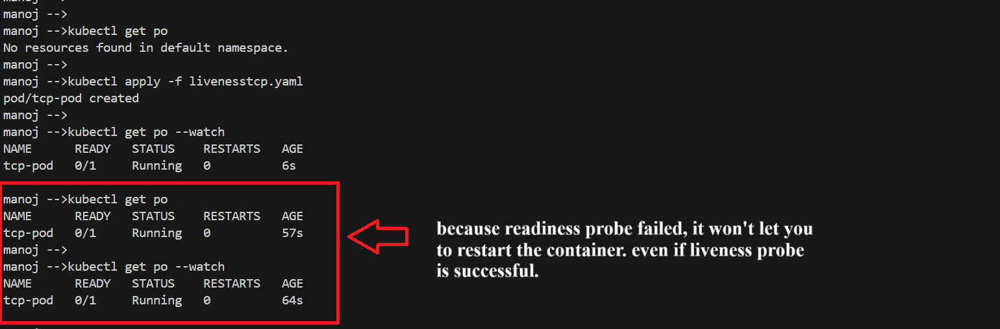 manoj -->
manoj -->kubectl get po
No resources found in default namespace.
manoj -->
manoj -->kubectl apply -f livenesstcp.yaml
pod/tcp-pod created
manoj -->
manoj -->kubectl get po --watch
NAME      READY   STATUS    RESTARTS   AGE
tcp-pod   0/1     Running   0          6s
manoj -->kubectl get po
NAME      READY   STATUS    RESTARTS   AGE
tcp-pod   0/1     Running   0          57s
manoj -->
manoj -->kubectl get po --watch
NAME      READY   STATUS    RESTARTS   AGE
tcp-pod   0/1     Running   0          64s
because readiness probe failed, it won't let you
to restart the container. even if liveness probe
is successful.